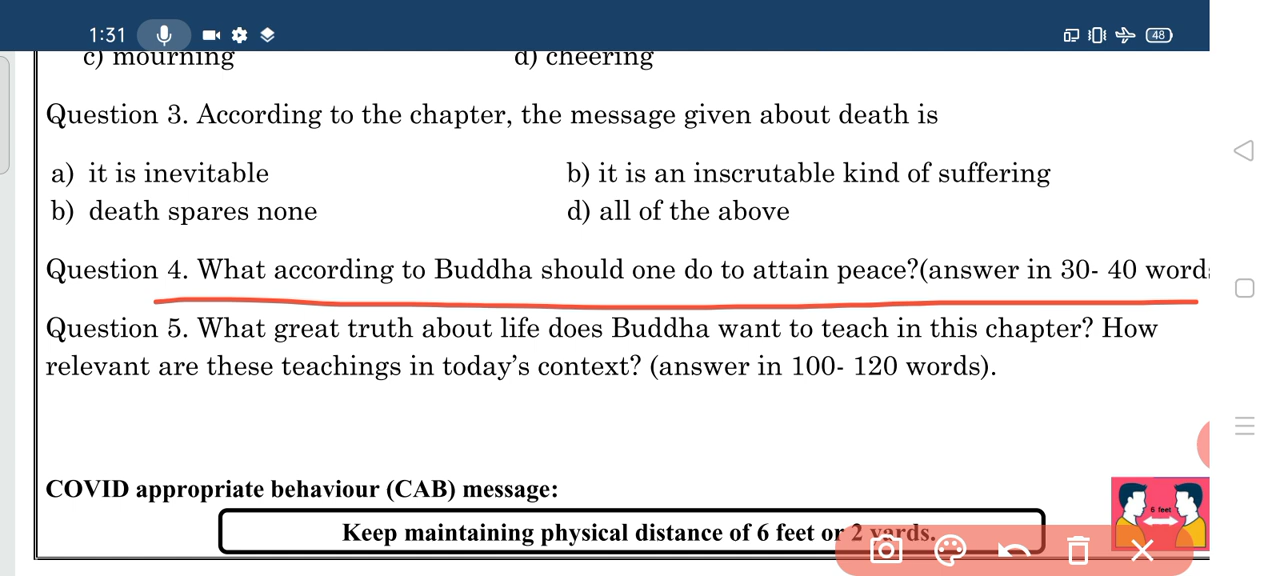 1:31
48
c) mourning d) cheering
Question 3. According to the chapter, the message given about death is
a) it is inevitable b) it is an inscrutable kind of suffering
b) death spares none d) all of the above
Question 4. What according to Buddha should one do to attain peace?(answer in 30- 40 word
Question 5. What great truth about life does Buddha want to teach in this chapter? How
relevant are these teachings in today's context? (answer in 100- 120 words).
COVID appropriate behaviour (CAB) message:
6 feet
Keep maintaining physical distance of 6 feet or 2 yards.